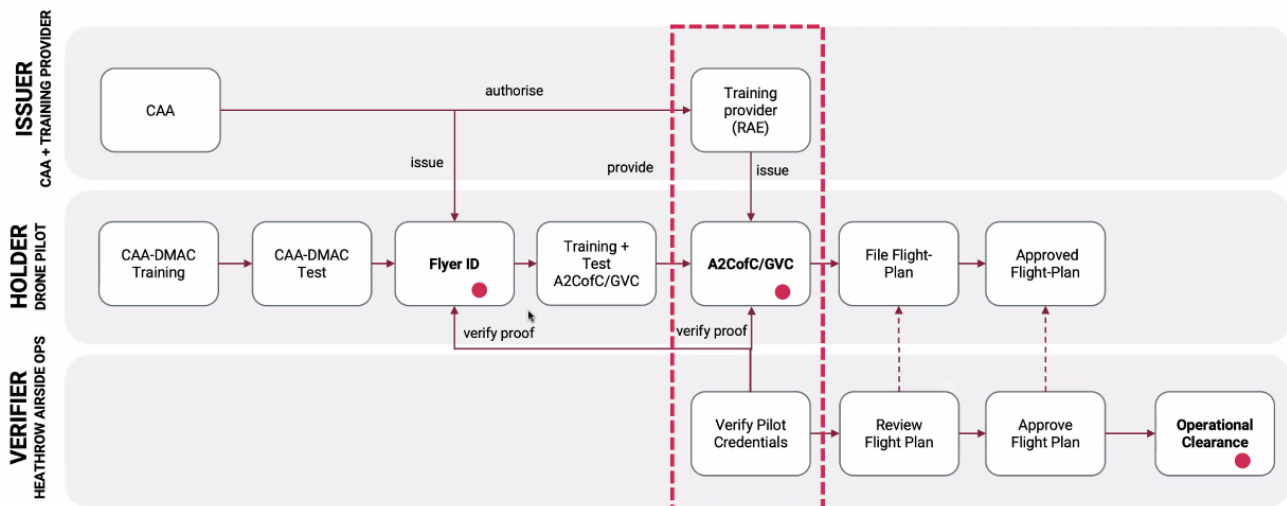 ISSUER
CAA + TRAINING PROVIDER
CAA
authorise
Training
provider
(RAE)
issue
provide
issue
HOLDER
DRONE PILOT
CAA-DMAC
Training
CAA-DMAC
Test
Flyer ID
Training +
Test
A2CofC/GVC
A2CofC/GVC
File Flight-
Plan
Approved
Flight-Plan
verify proof
verify proof
VERIFIER
HEATHROW AIRSIDE OPS
Verify Pilot
Credentials
Review
Flight Plan
Approve
Flight Plan
Operational
Clearance